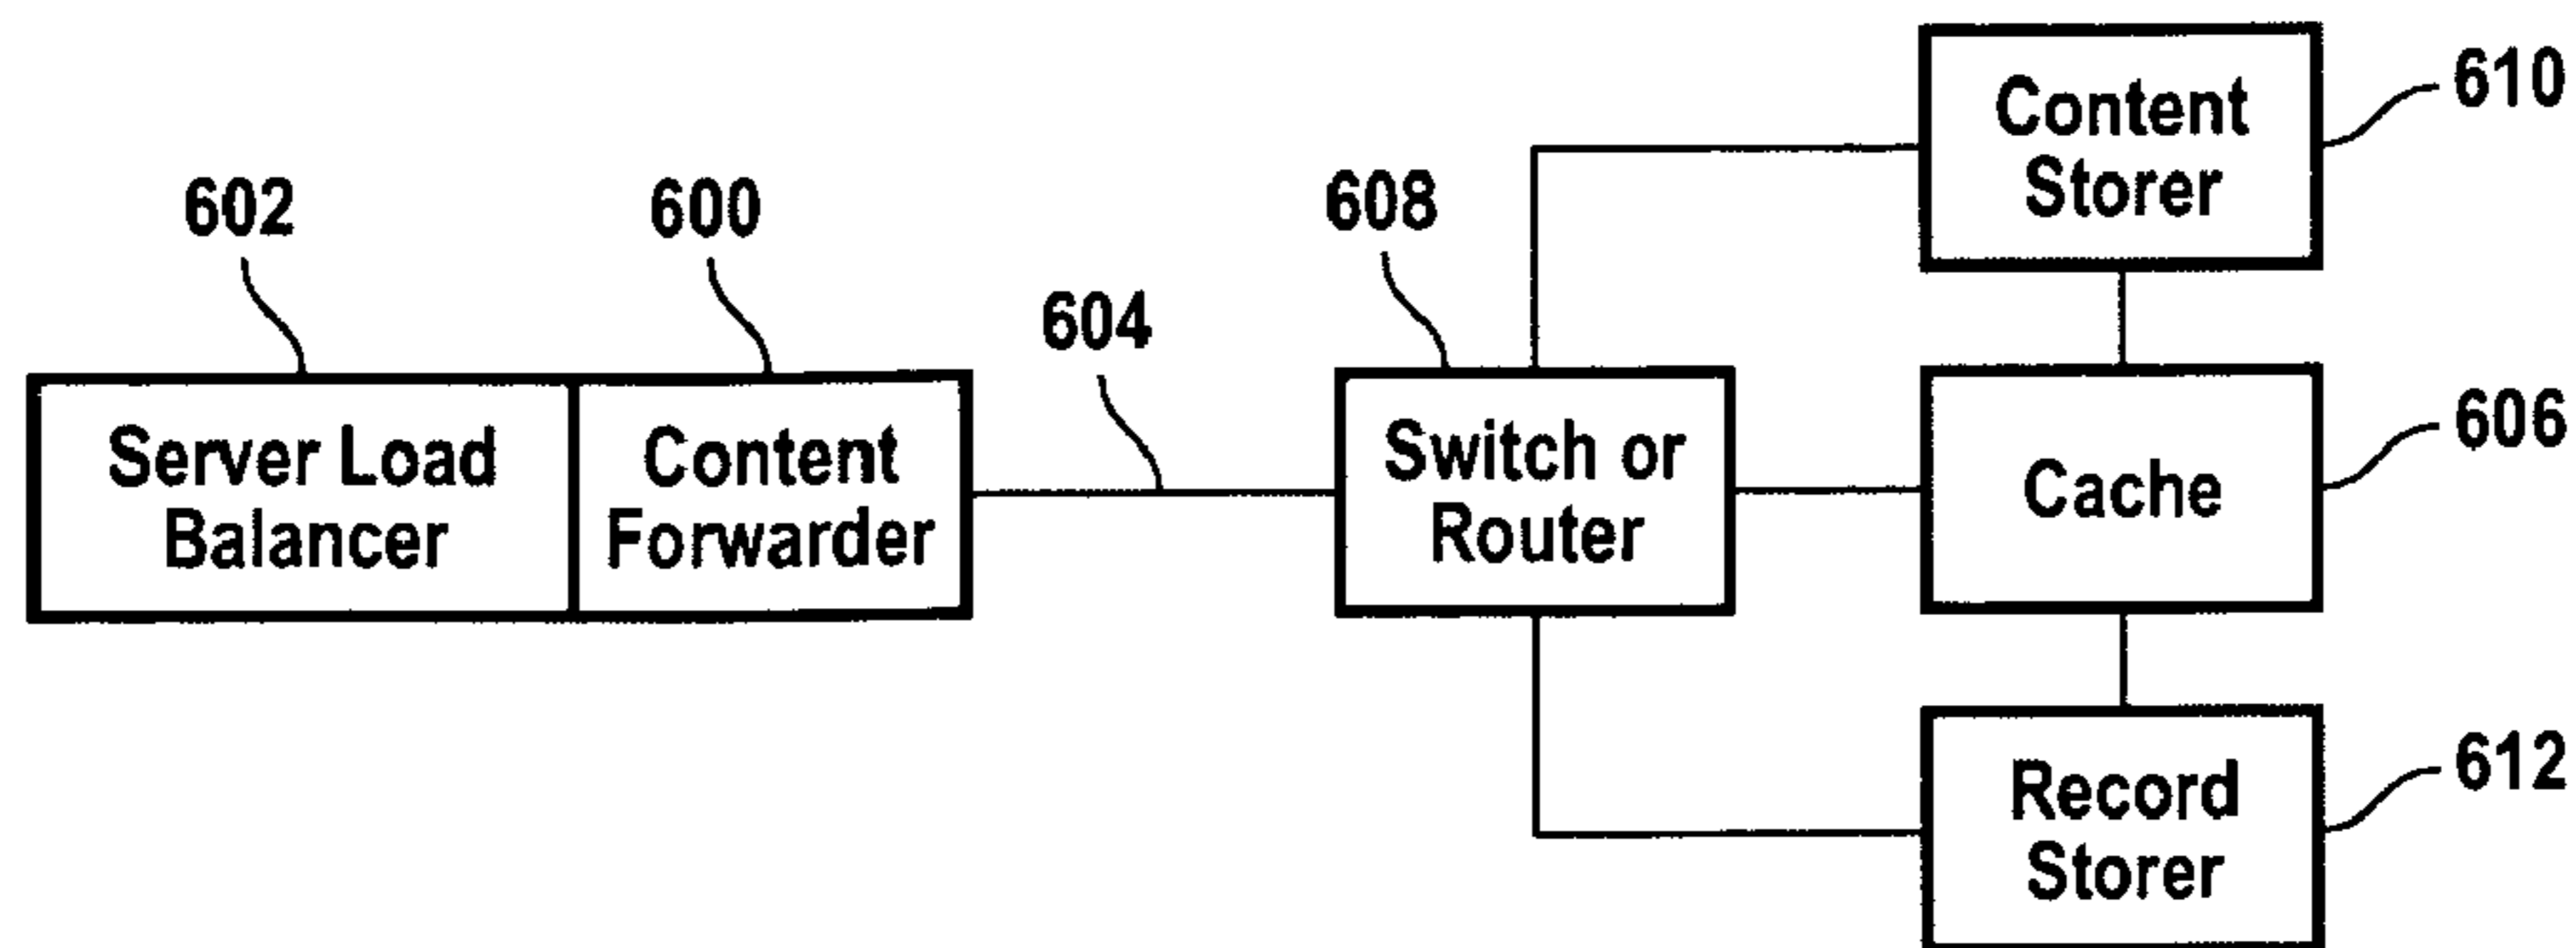 602
600
604
608
610
606
612
Server Load
Balancer
Content
Forwarder
Switch or
Router
Content
Storer
Cache
Record
Storer